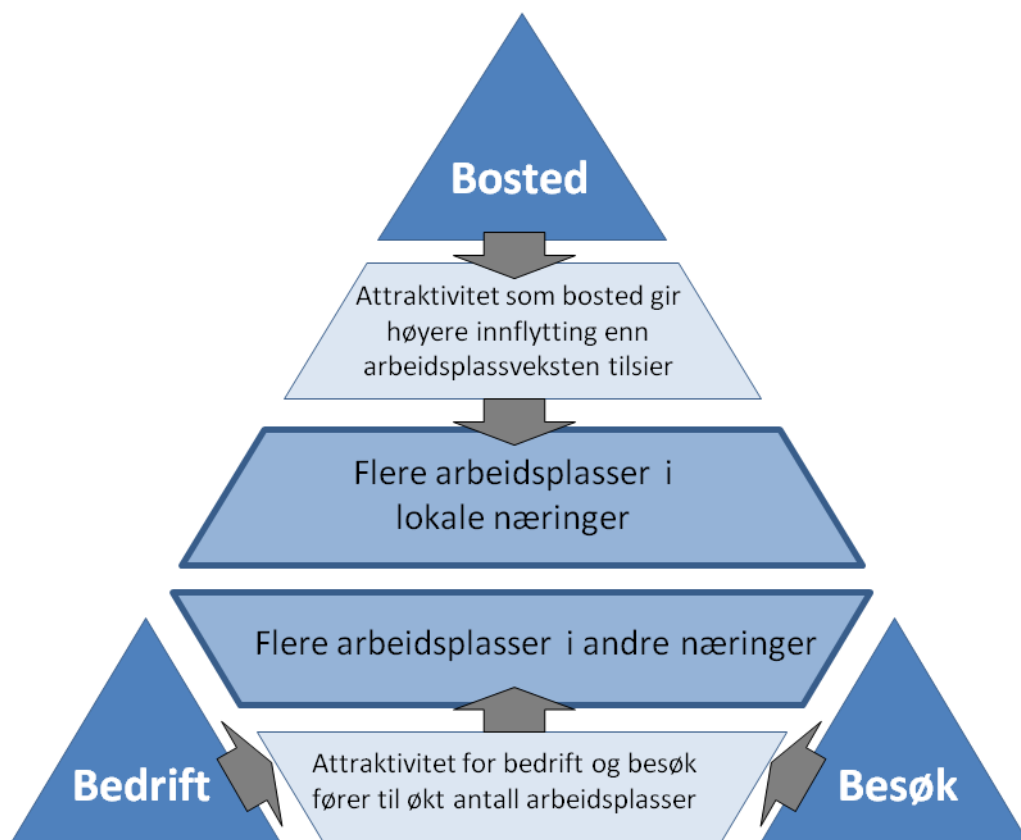 Bosted
Attraktivitet som bosted gir
høyere innflytting enn
arbeidsplassveksten tilsier
Flere arbeidsplasser i
lokale næringer
Flere arbeidsplasser i andre næringer
Bedrift
Attraktivitet for bedrift og besøk
fører til økt antall arbeidsplasser
Besøk